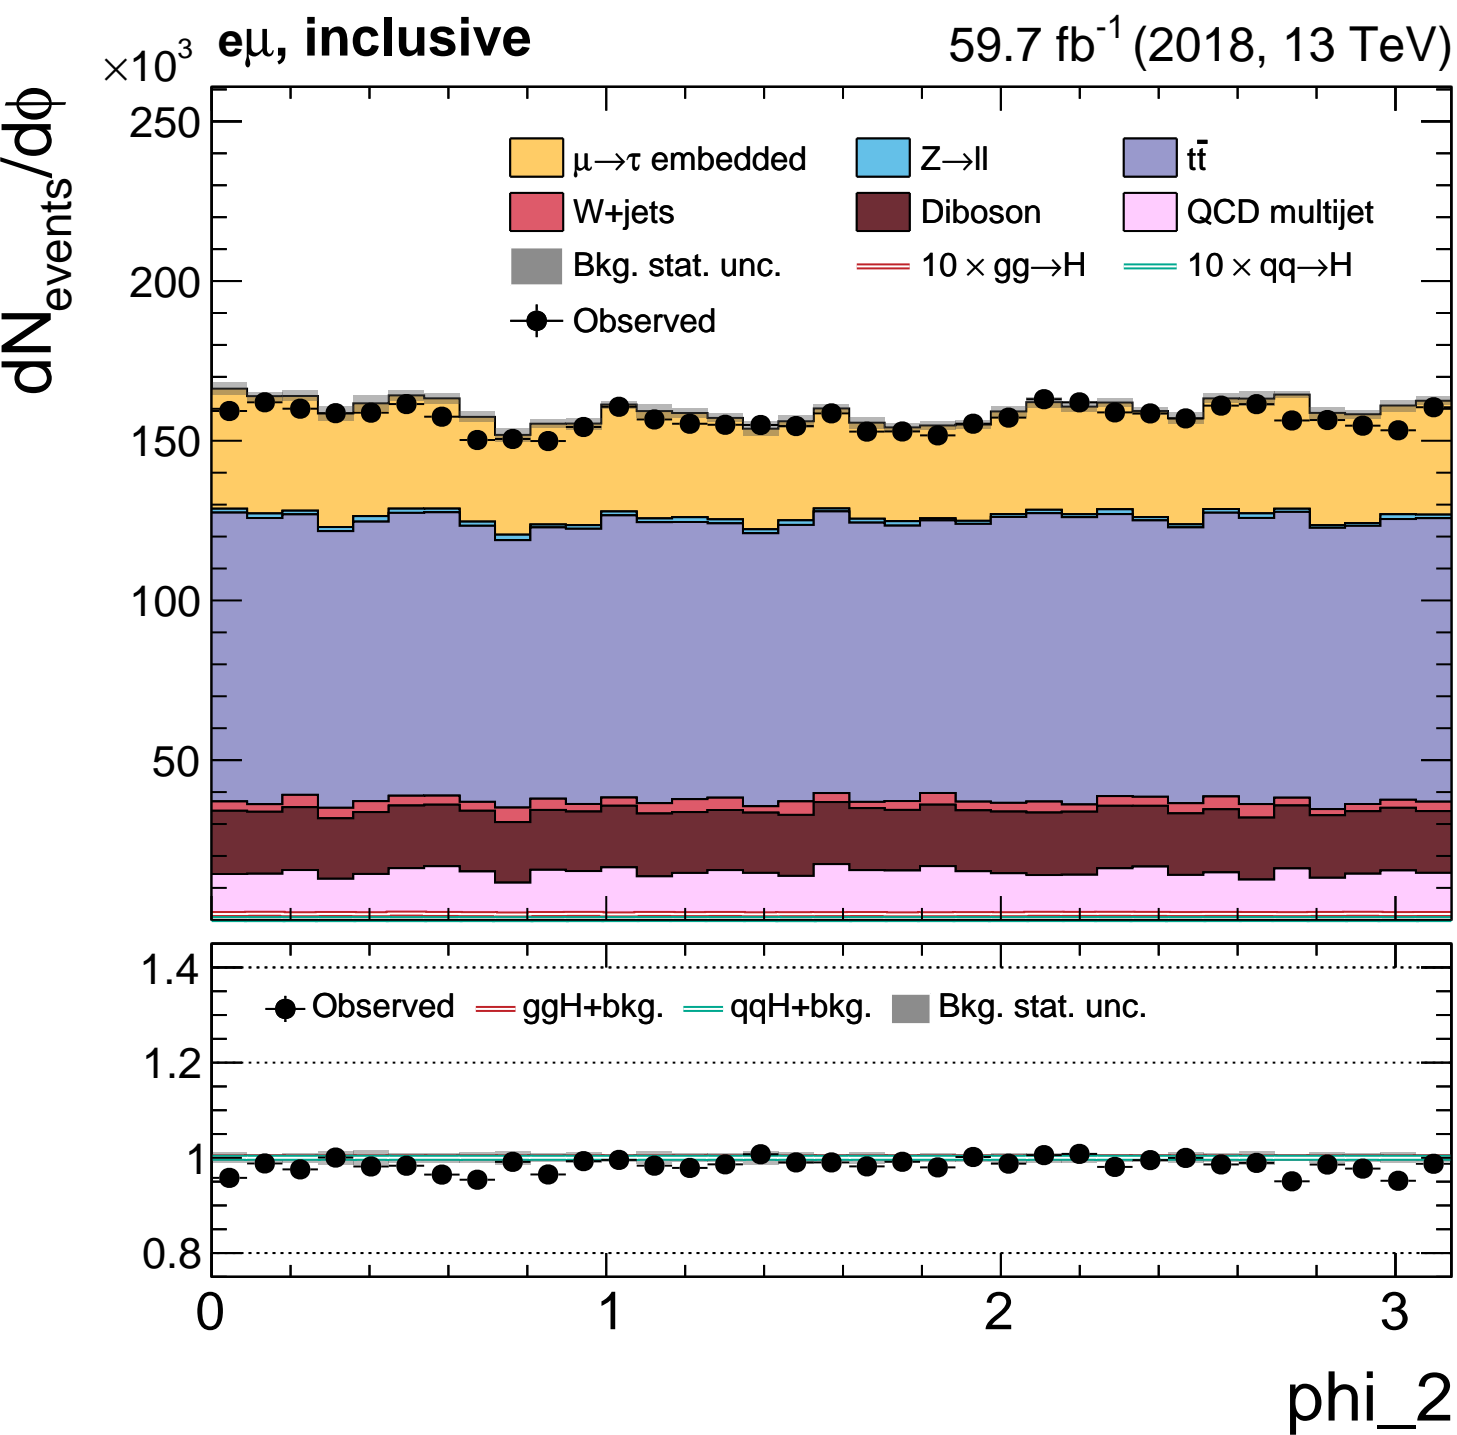 ×10³ eμ, inclusive 59.7 fb⁻¹ (2018, 13 TeV)
dN_events/dϕ
250
200
150
100
50
μ→τ embedded Z→ll tt̄
W+jets Diboson QCD multijet
Bkg. stat. unc. 10 × gg→H 10 × qq→H
Observed
1.4
1.2
1
0.8
Observed ggH+bkg. qqH+bkg. Bkg. stat. unc.
0 1 2 3
phi_2